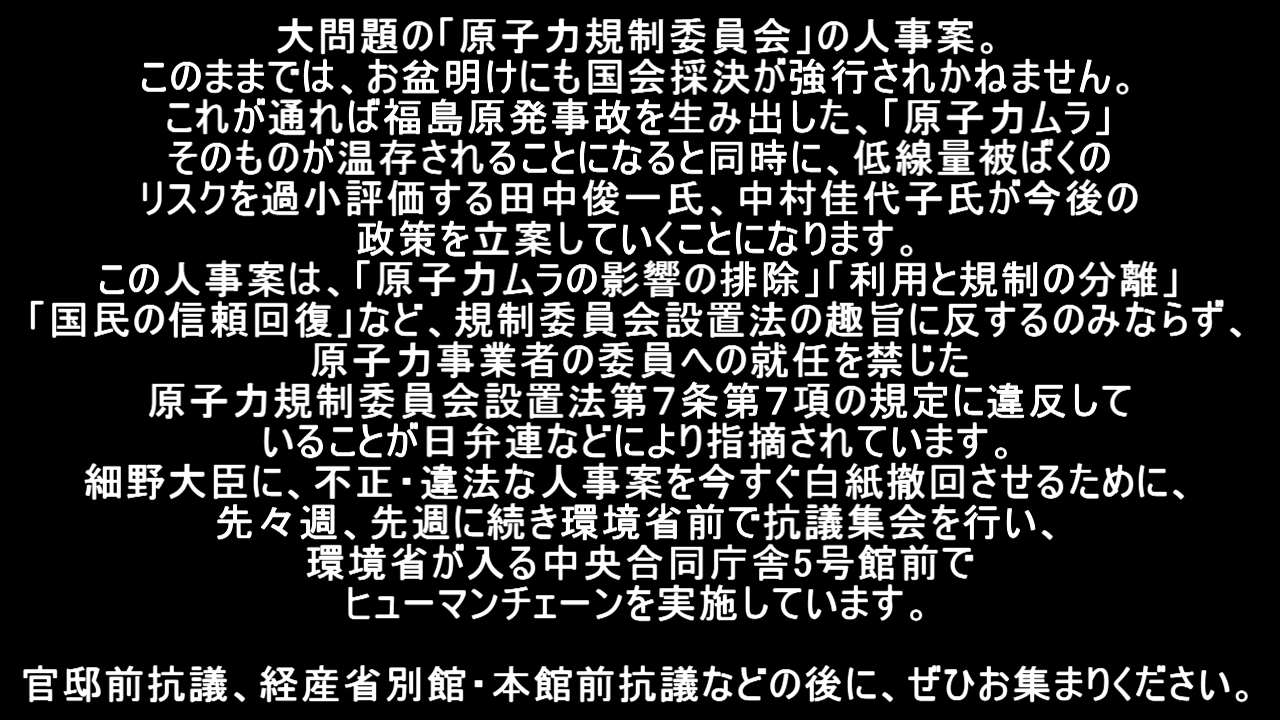 大問題の「原子力規制委員会」の人事案。
このままでは、お盆明けにも国会採決が強行されかねません。
これが通れば福島原発事故を生み出した、「原子力ムラ」
そのものが温存されることになると同時に、低線量被ばくの
リスクを過小評価する田中俊一氏、中村佳代子氏が今後の
政策を立案していくことになります。
この人事案は、「原子力ムラの影響の排除」「利用と規制の分離」
「国民の信頼回復」など、規制委員会設置法の趣旨に反するのみならず、
原子力事業者の委員への就任を禁じた
原子力規制委員会設置法第7条第7項の規定に違反して
いることが日弁連などにより指摘されています。
細野大臣に、不正・違法な人事案を今すぐ白紙撤回させるために、
先々週、先週に続き環境省前で抗議集会を行い、
環境省が入る中央合同庁舎5号館前で
ヒューマンチェーンを実施しています。
官邸前抗議、経産省別館・本館前抗議などの後に、ぜひお集まりください。